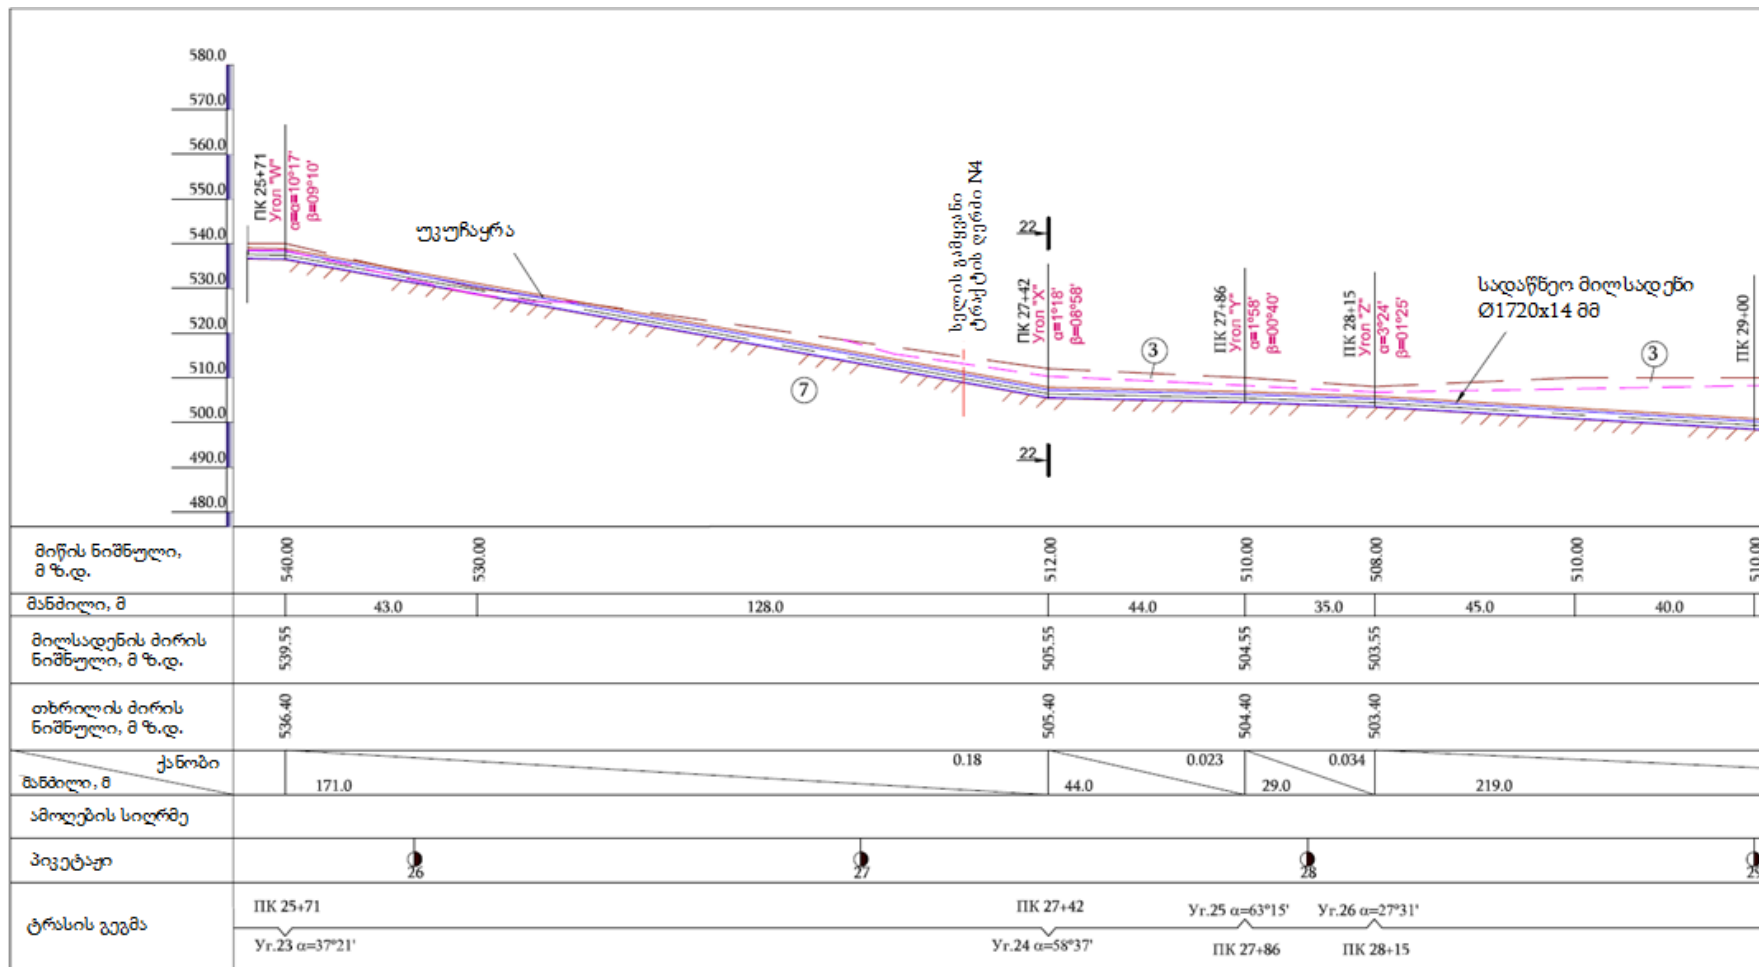 580.0
570.0
560.0
550.0
540.0
530.0
520.0
510.0
500.0
490.0
480.0
ПК 25+71
Угол "W"
α=α=10°17'
β=09°10'
უკუჩაყრა
სელის გამყვანი
ტრაქტის ღერძი N4
22
22
ПК 27+42
Угол "X"
α=1°18'
β=08°58'
ПК 27+86
Угол "Y"
α=1°58'
β=00°40'
ПК 28+15
Угол "Z"
α=3°24'
β=01°25'
სადაწნეო მილსადენი
Ø1720x14 მმ
ПК 29+00
3
3
7
მიწის ნიშნული,
მ ზ.დ.
540.00
530.00
512.00
510.00
508.00
510.00
510.00
მანძილი, მ
43.0
128.0
44.0
35.0
45.0
40.0
მილსადენის ძირის
ნიშნული, მ ზ.დ.
539.55
505.55
504.55
503.55
თხრილის ძირის
ნიშნული, მ ზ.დ.
536.40
505.40
504.40
503.40
ქანობი
0.18
0.023
0.034
მანძილი, მ
171.0
44.0
29.0
219.0
ამოღების სიღრმე
პიკეტაჟი
26
27
28
29
ტრასის გეგმა
ПК 25+71
ПК 27+42
Уг.25 α=63°15'
Уг.26 α=27°31'
Уг.23 α=37°21'
Уг.24 α=58°37'
ПК 27+86
ПК 28+15